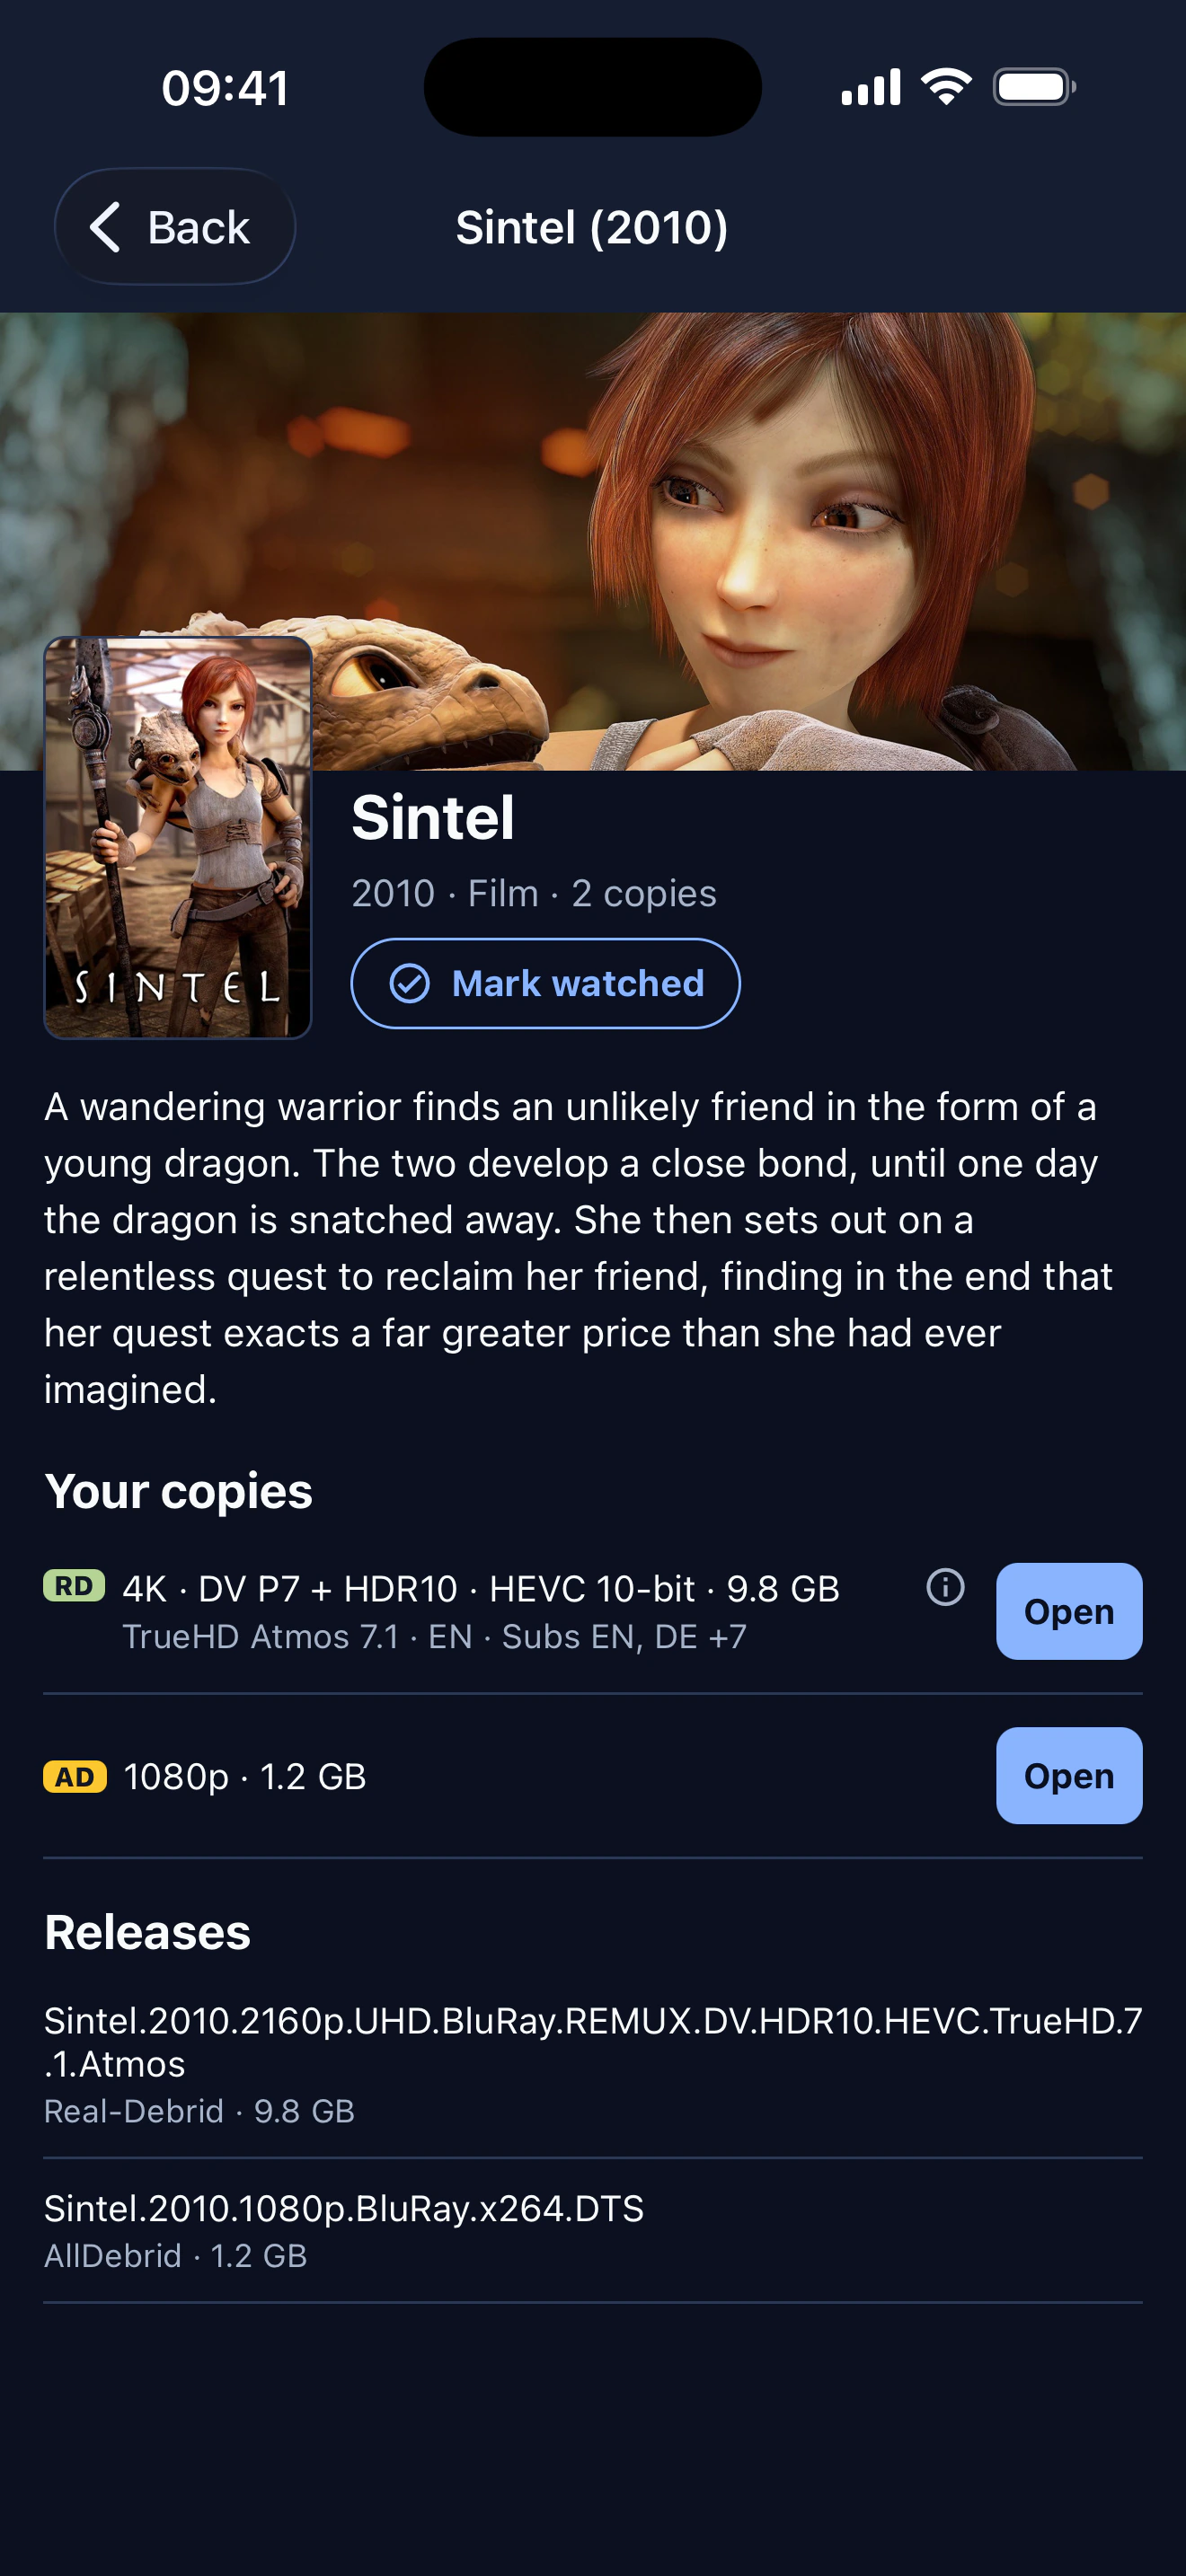 09:41
Back
Sintel (2010)
SINTEL
Sintel
2010 · Film · 2 copies
Mark watched
A wandering warrior finds an unlikely friend in the form of a
young dragon. The two develop a close bond, until one day
the dragon is snatched away. She then sets out on a
relentless quest to reclaim her friend, finding in the end that
her quest exacts a far greater price than she had ever
imagined.
Your copies
RD 4K · DV P7 + HDR10 · HEVC 10-bit · 9.8 GB
TrueHD Atmos 7.1 · EN · Subs EN, DE +7
Open
AD 1080p · 1.2 GB
Open
Releases
Sintel.2010.2160p.UHD.BluRay.REMUX.DV.HDR10.HEVC.TrueHD.7
.1.Atmos
Real-Debrid · 9.8 GB
Sintel.2010.1080p.BluRay.x264.DTS
AllDebrid · 1.2 GB